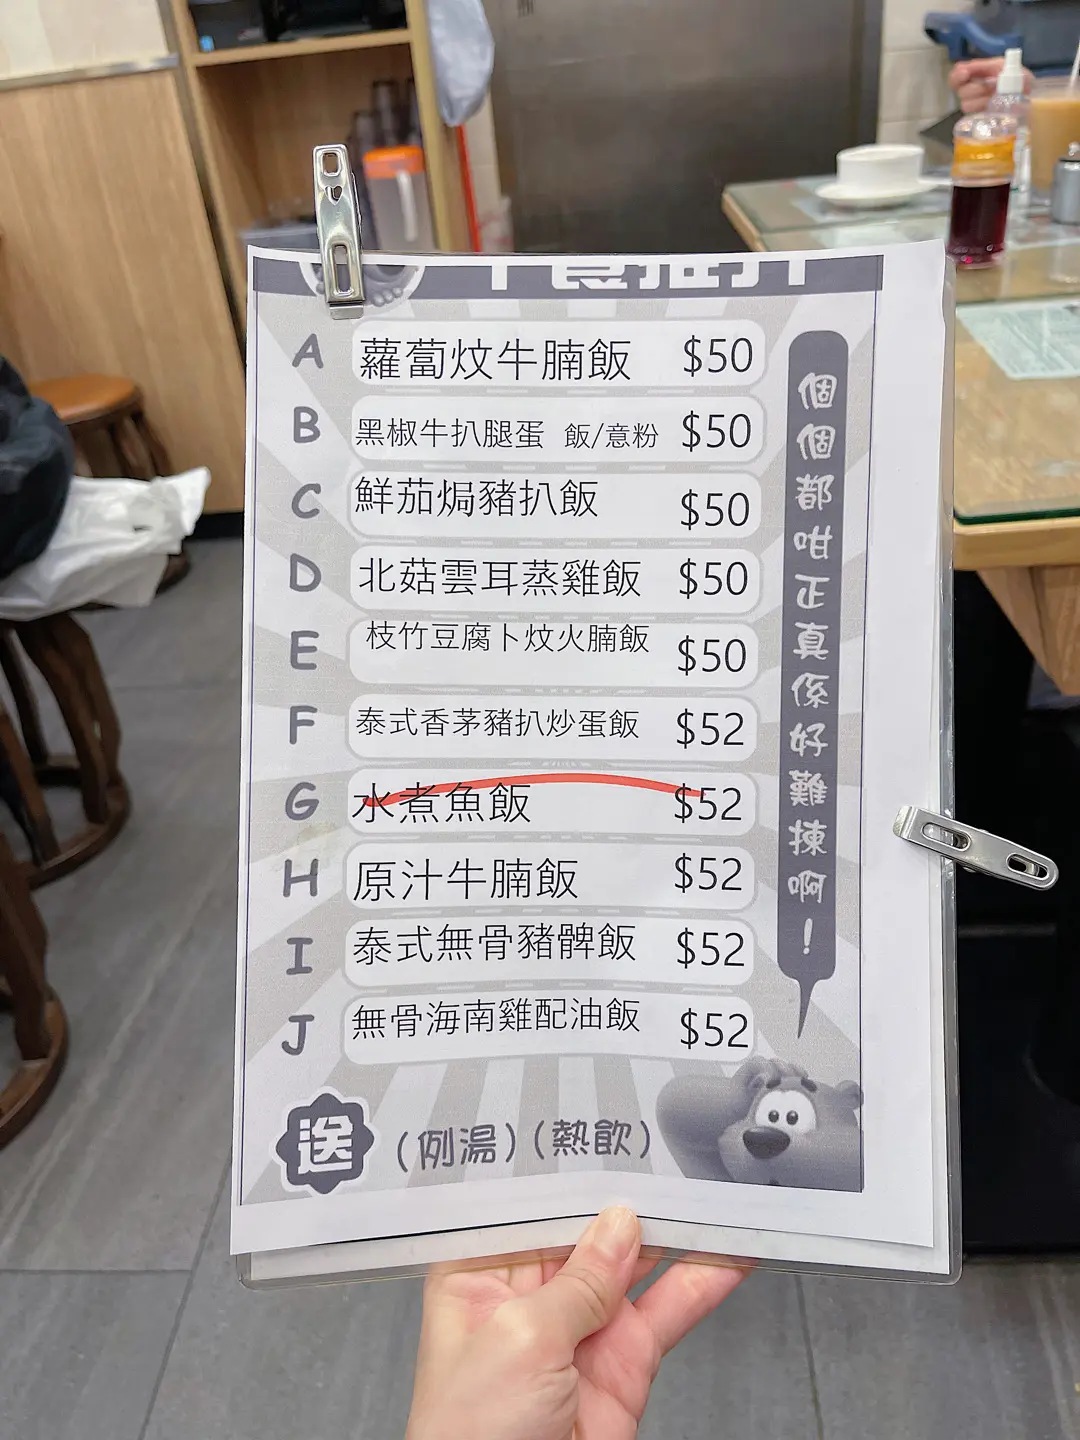 A 蘿蔔炆牛腩飯 $50
B 黑椒牛扒腿蛋 飯/意粉 $50
C 鮮茄焗豬扒飯 $50
D 北菇雲耳蒸雞飯 $50
E 枝竹豆腐卜炆火腩飯 $50
F 泰式香茅豬扒炒蛋飯 $52
G 水煮魚飯 $52
H 原汁牛腩飯 $52
I 泰式無骨豬髀飯 $52
J 無骨海南雞配油飯 $52
個個都咁正真係好難揀啊！
送 (例湯)(熱飲)